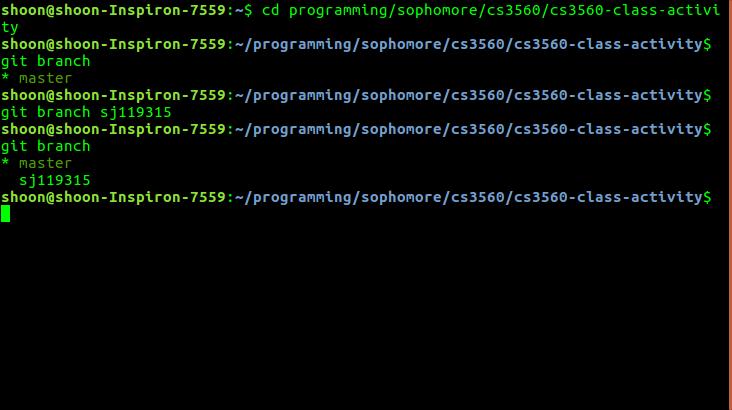 shoon@shoon-Inspiron-7559:~$ cd programming/sophomore/cs3560/cs3560-class-activi
ty
shoon@shoon-Inspiron-7559:~/programming/sophomore/cs3560/cs3560-class-activity$
git branch
* master
shoon@shoon-Inspiron-7559:~/programming/sophomore/cs3560/cs3560-class-activity$
git branch sj119315
shoon@shoon-Inspiron-7559:~/programming/sophomore/cs3560/cs3560-class-activity$
git branch
* master
  sj119315
shoon@shoon-Inspiron-7559:~/programming/sophomore/cs3560/cs3560-class-activity$